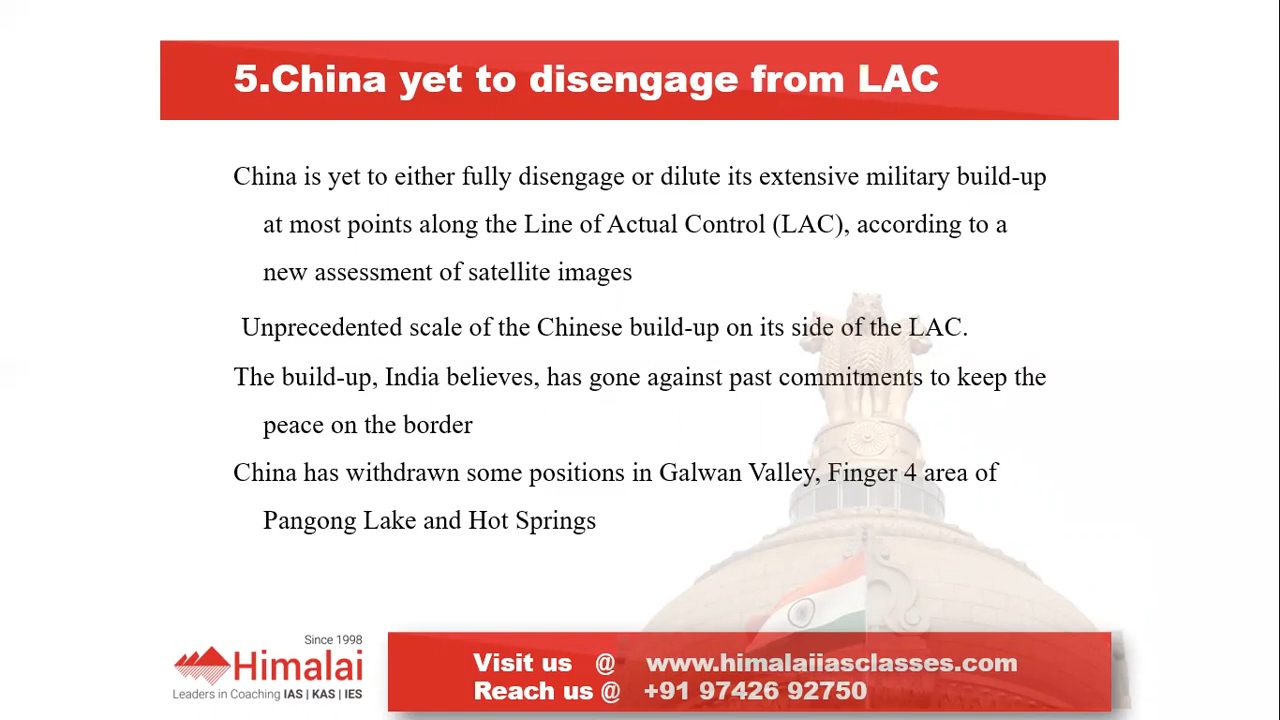 5.China yet to disengage from LAC
China is yet to either fully disengage or dilute its extensive military build-up
at most points along the Line of Actual Control (LAC), according to a
new assessment of satellite images
Unprecedented scale of the Chinese build-up on its side of the LAC.
The build-up, India believes, has gone against past commitments to keep the
peace on the border
China has withdrawn some positions in Galwan Valley, Finger 4 area of
Pangong Lake and Hot Springs
Since 1998
Himalai
Leaders in Coaching IAS | KAS | IES
Visit us @ www.himalaiiasclasses.com
Reach us @ +91 97426 92750